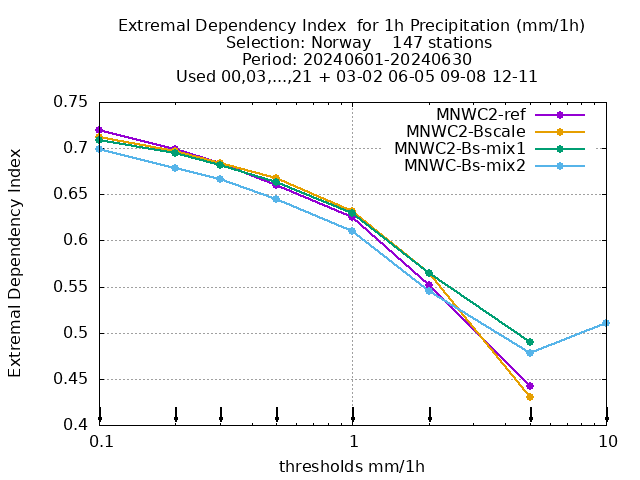 Extremal Dependency Index  for 1h Precipitation (mm/1h)
Selection: Norway    147 stations
Period: 20240601-20240630
Used 00,03,...,21 + 03-02 06-05 09-08 12-11
MNWC2-ref
MNWC2-Bscale
MNWC2-Bs-mix1
MNWC-Bs-mix2
Extremal Dependency Index
0.75
0.7
0.65
0.6
0.55
0.5
0.45
0.4
0.1
1
10
thresholds mm/1h